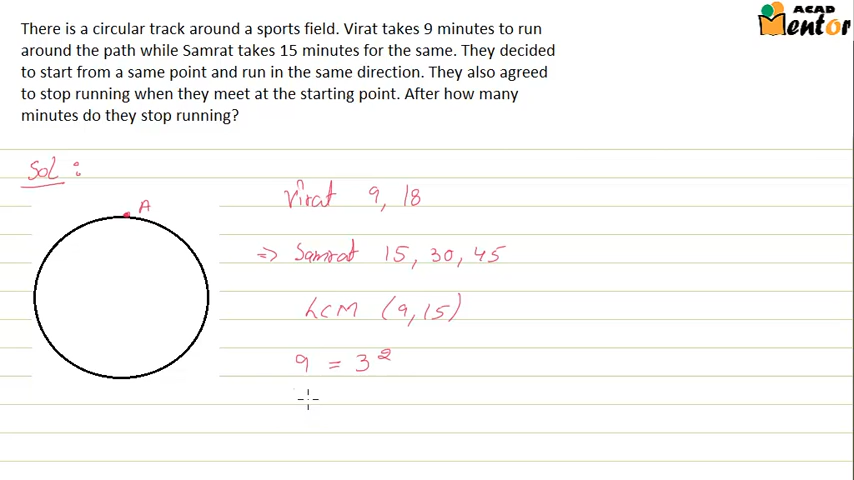 There is a circular track around a sports field. Virat takes 9 minutes to run
around the path while Samrat takes 15 minutes for the same. They decided
to start from a same point and run in the same direction. They also agreed
to stop running when they meet at the starting point. After how many
minutes do they stop running?
ACAD
Mentor
Sol :
A
Virat 9, 18
=> Samrat 15, 30, 45
LCM (9,15)
9 = 3²